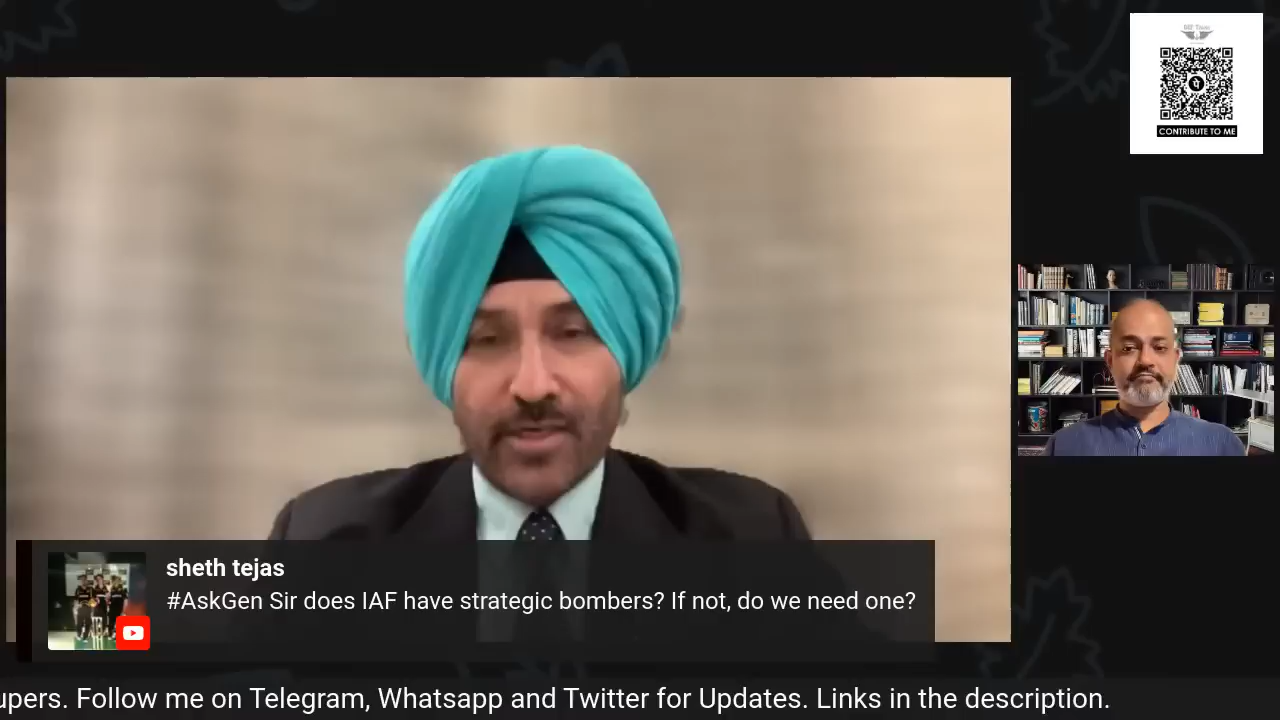 CONTRIBUTE TO ME
sheth tejas
#AskGen Sir does IAF have strategic bombers? If not, do we need one?
upers. Follow me on Telegram, Whatsapp and Twitter for Updates. Links in the description.